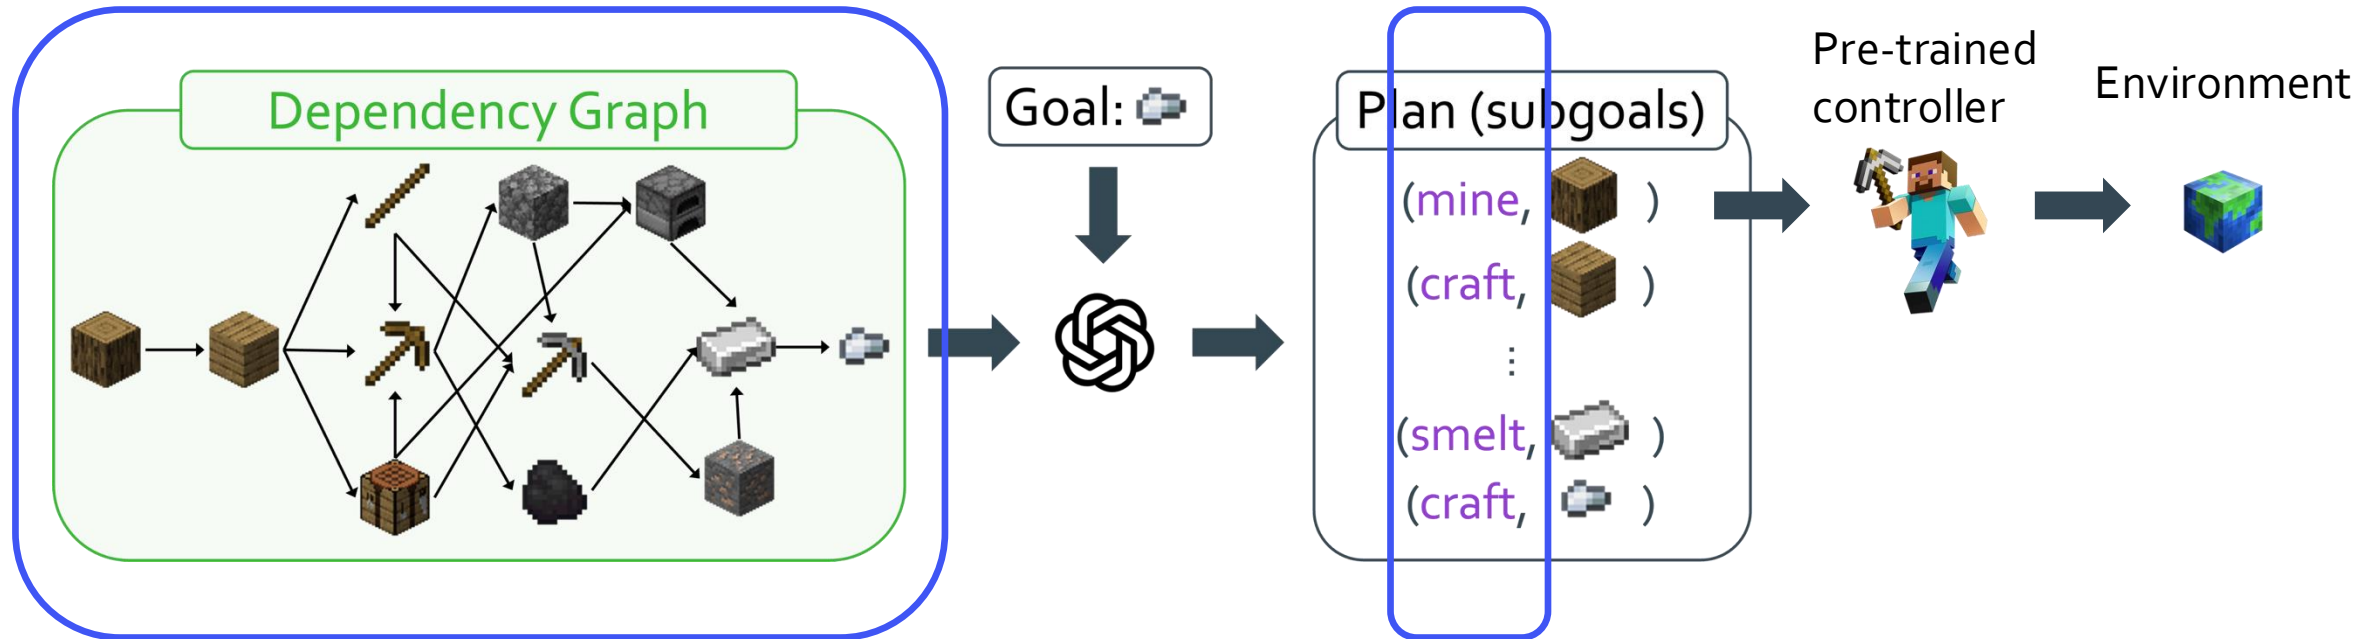 Dependency Graph
Goal:
Plan (subgoals)
(mine, )
(craft, )
⋮
(smelt, )
(craft, )
Pre-trained
controller
Environment